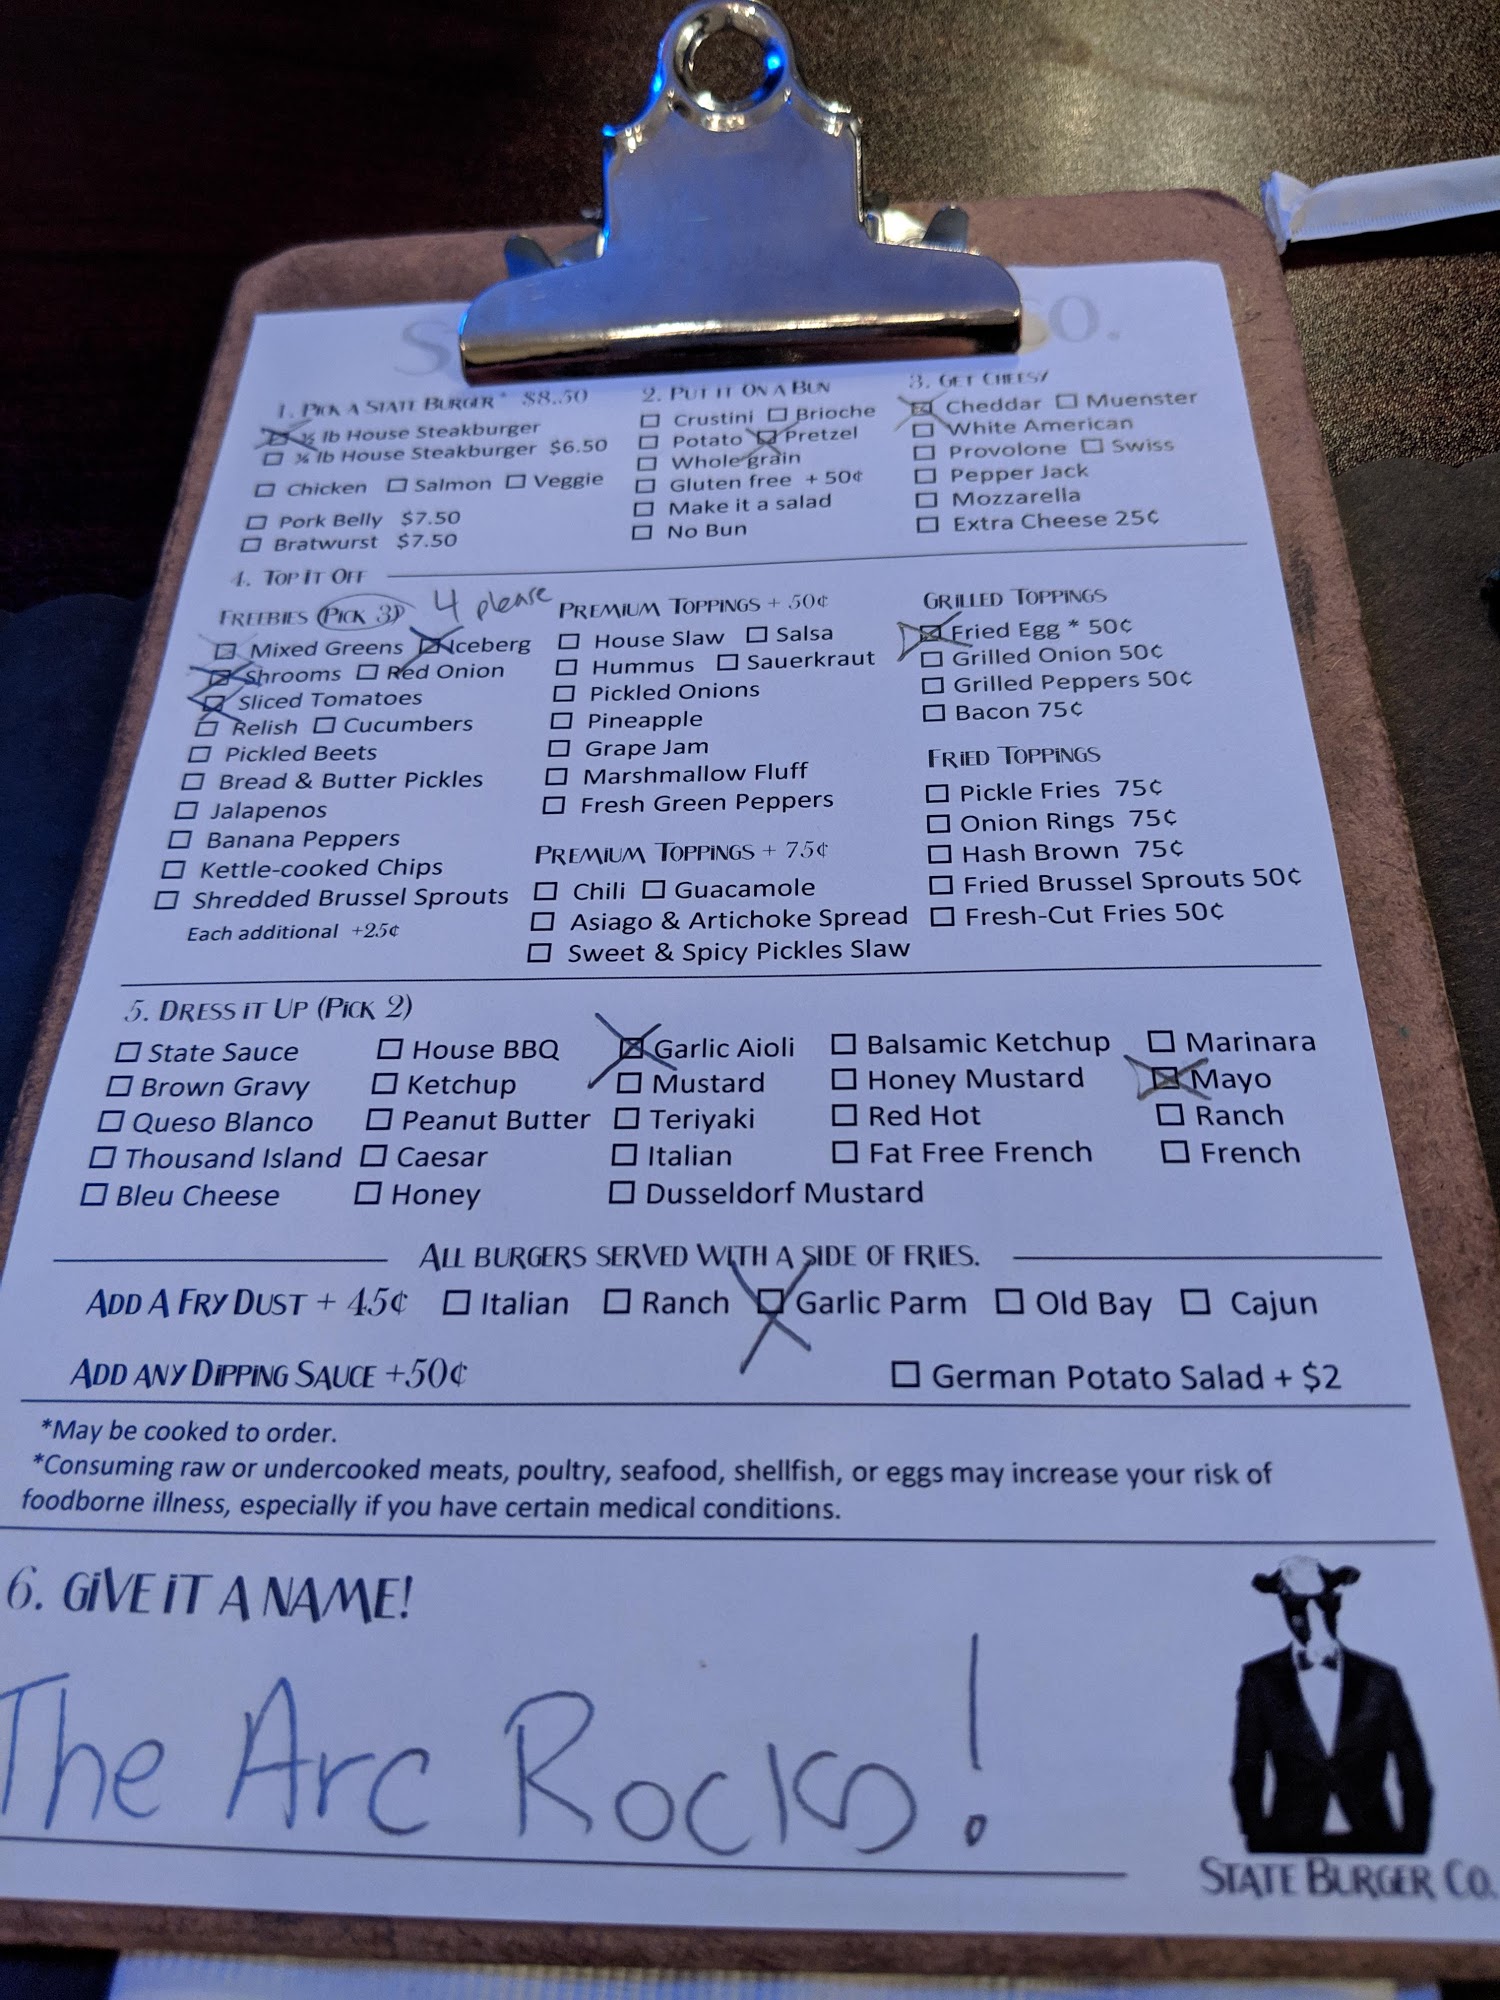 1. PICK A STATE BURGER* $8.50
⅓ lb House Steakburger
¼ lb House Steakburger $6.50
Chicken Salmon Veggie
Pork Belly $7.50
Bratwurst $7.50
2. PUT IT ON A BUN
Crustini Brioche
Potato Pretzel
Whole grain
Gluten free + 50¢
Make it a salad
No Bun
3. GET CHEESY
Cheddar Muenster
White American
Provolone Swiss
Pepper Jack
Mozzarella
Extra Cheese 25¢
4. TOP IT OFF
FREEBIES (PICK 3) 4 please
Mixed Greens Iceberg
Shrooms Red Onion
Sliced Tomatoes
Relish Cucumbers
Pickled Beets
Bread & Butter Pickles
Jalapenos
Banana Peppers
Kettle-cooked Chips
Shredded Brussel Sprouts
Each additional +25¢
PREMIUM TOPPINGS + 50¢
House Slaw Salsa
Hummus Sauerkraut
Pickled Onions
Pineapple
Grape Jam
Marshmallow Fluff
Fresh Green Peppers
PREMIUM TOPPINGS + 75¢
Chili Guacamole
Asiago & Artichoke Spread
Sweet & Spicy Pickles Slaw
GRILLED TOPPINGS
Fried Egg * 50¢
Grilled Onion 50¢
Grilled Peppers 50¢
Bacon 75¢
FRIED TOPPINGS
Pickle Fries 75¢
Onion Rings 75¢
Hash Brown 75¢
Fried Brussel Sprouts 50¢
Fresh-Cut Fries 50¢
5. DRESS IT UP (PICK 2)
State Sauce House BBQ Garlic Aioli Balsamic Ketchup Marinara
Brown Gravy Ketchup Mustard Honey Mustard Mayo
Queso Blanco Peanut Butter Teriyaki Red Hot Ranch
Thousand Island Caesar Italian Fat Free French French
Bleu Cheese Honey Dusseldorf Mustard
ALL BURGERS SERVED WITH A SIDE OF FRIES.
ADD A FRY DUST + 45¢ Italian Ranch Garlic Parm Old Bay Cajun
ADD ANY DIPPING SAUCE +50¢ German Potato Salad + $2
*May be cooked to order.
*Consuming raw or undercooked meats, poultry, seafood, shellfish, or eggs may increase your risk of
foodborne illness, especially if you have certain medical conditions.
6. GIVE IT A NAME!
The Arc Rocks!
STATE BURGER CO.